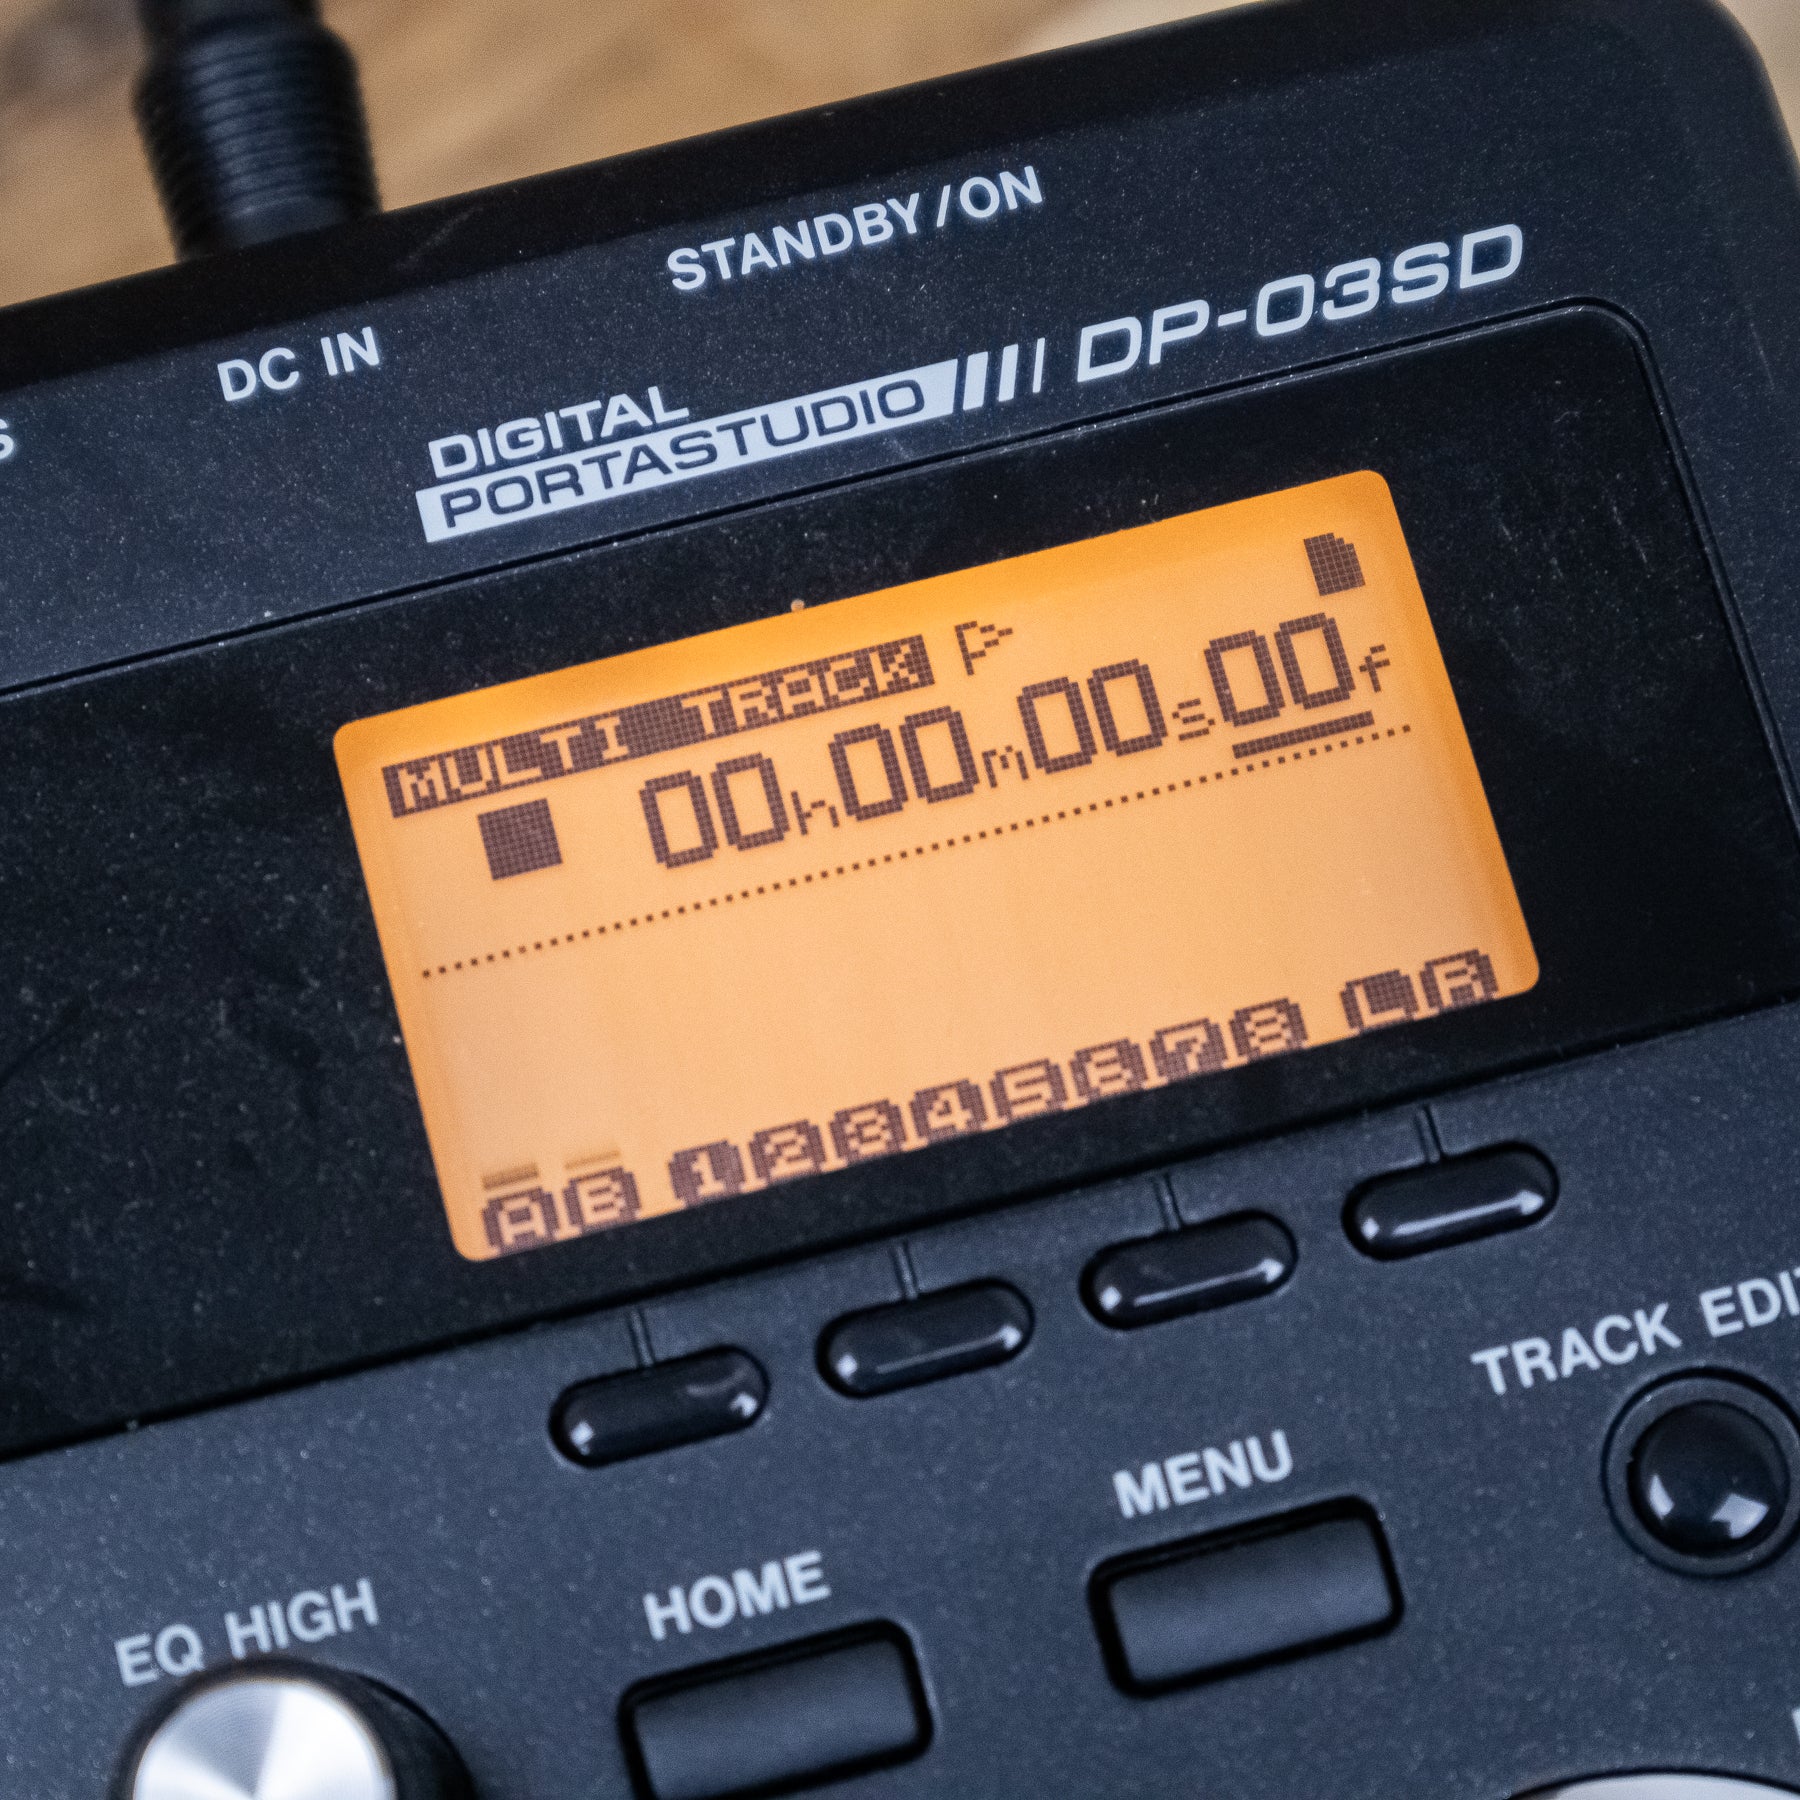 STANDBY/ON
DC IN
DIGITAL
PORTASTUDIO DP-03SD
MULTI TRACK
00h00m00s00f
A B 1 2 3 4 5 6 7 8 L R
TRACK EDIT
MENU
HOME
EQ HIGH